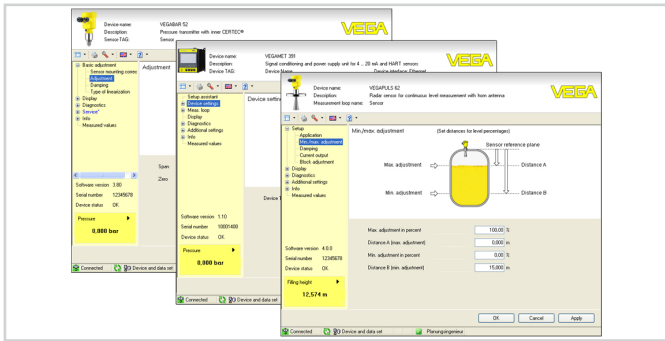 Device name: VEGABAR 52
Description: Pressure transmitter with inner CERTEC®
Sensor TAG: Sensor
VEGA
Basic adjustment
Sensor mounting correc
Adjustment
Damping
Type of linearization
Display
Diagnostics
Service*
Info
Measured values
Adjustment
Span
Zero
Software version 3.80
Serial number 12345678
Device status OK
Pressure
0,000 bar
Connected
Device and data set
Device name: VEGAMET 391
Description: Signal conditioning and power supply unit for 4 ... 20 mA and HART sensors
Device TAG: Device Name
Device interface: Ethernet
VEGA
Setup assistant
Device settings
Meas. loop
Display
Diagnostics
Additional settings
Info
Measured values
Device settin
Device
Software version 1.10
Serial number 10001400
Device status OK
Pressure
0,000 bar
Connected
Device and data set
Device name: VEGAPULS 62
Description: Radar sensor for continuous level measurement with horn antenna
Measurement loop name: Sensor
VEGA
Setup
Application
Min./max. adjustment
Damping
Current output
Block adjustment
Display
Diagnostics
Additional settings
Info
Measured values
Min./max. adjustment (Set distances for level percentages)
Sensor reference plane
Max. adjustment
Distance A
Min. adjustment
Distance B
Max. adjustment in percent 100,00 %
Distance A (max. adjustment) 0,000 m
Min. adjustment in percent 0,00 %
Distance B (min. adjustment) 15,000 m
Software version 4.0.0
Serial number 12345678
Device status OK
Filling height
12,574 m
OK
Cancel
Apply
Connected
Device and data set
Planungsingenieur: